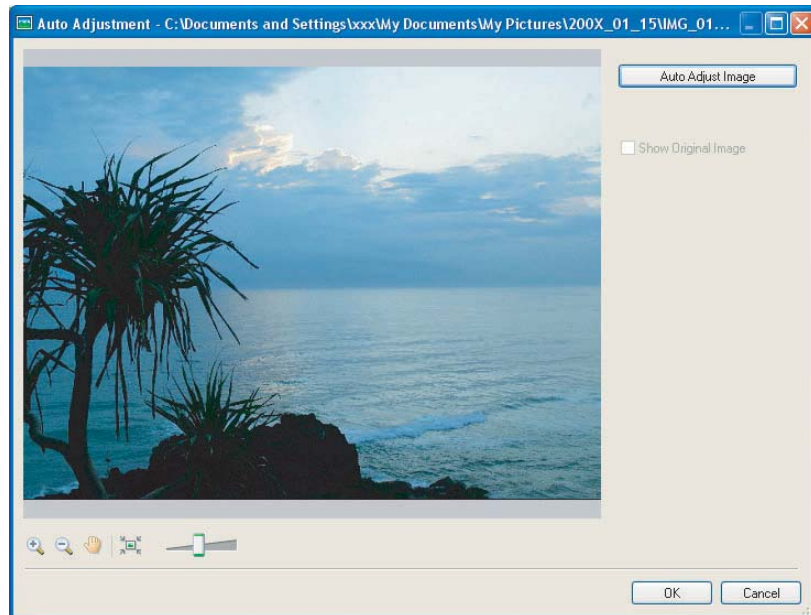 Auto Adjustment - C:\Documents and Settings\xxx\My Documents\My Pictures\200X_01_15\IMG_01...
Auto Adjust Image
Show Original Image
OK
Cancel